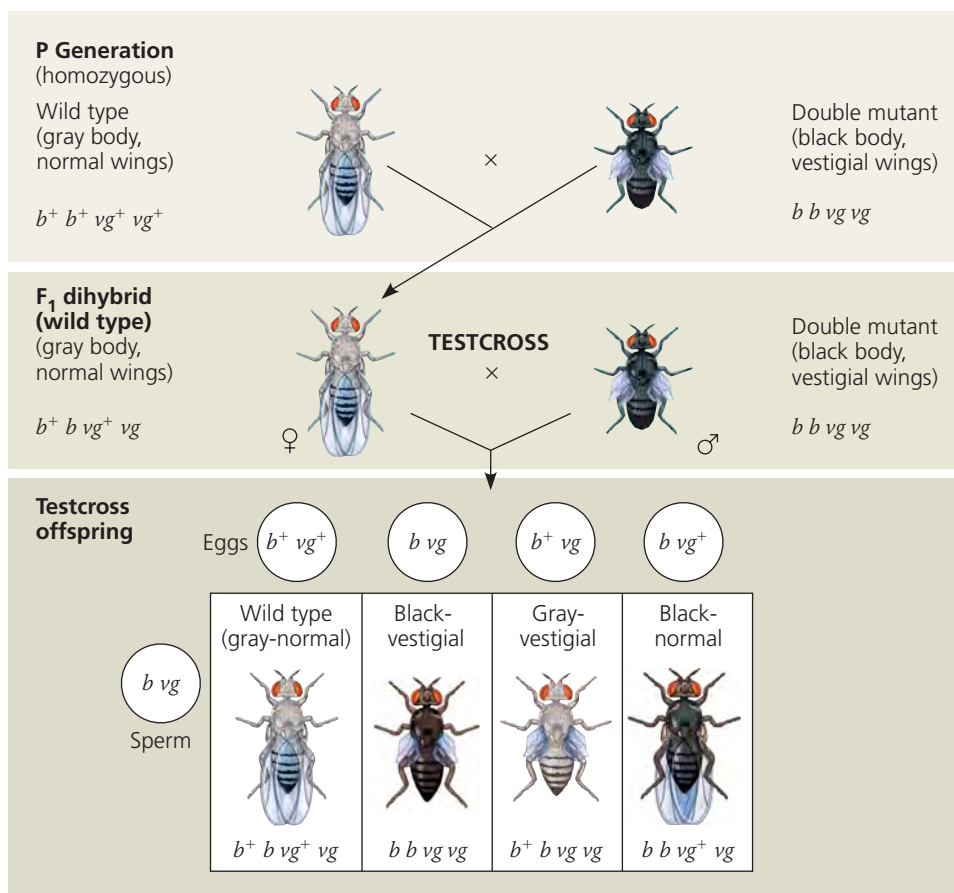 P Generation
(homozygous)
Wild type
(gray body,
normal wings)
b⁺ b⁺ vg⁺ vg⁺
×
Double mutant
(black body,
vestigial wings)
b b vg vg
F₁ dihybrid
(wild type)
(gray body,
normal wings)
b⁺ b vg⁺ vg
♀
TESTCROSS
×
♂
Double mutant
(black body,
vestigial wings)
b b vg vg
Testcross
offspring
Eggs
b⁺ vg⁺
b vg
b⁺ vg
b vg⁺
b vg
Sperm
Wild type
(gray-normal)
b⁺ b vg⁺ vg
Black-
vestigial
b b vg vg
Gray-
vestigial
b⁺ b vg vg
Black-
normal
b b vg⁺ vg